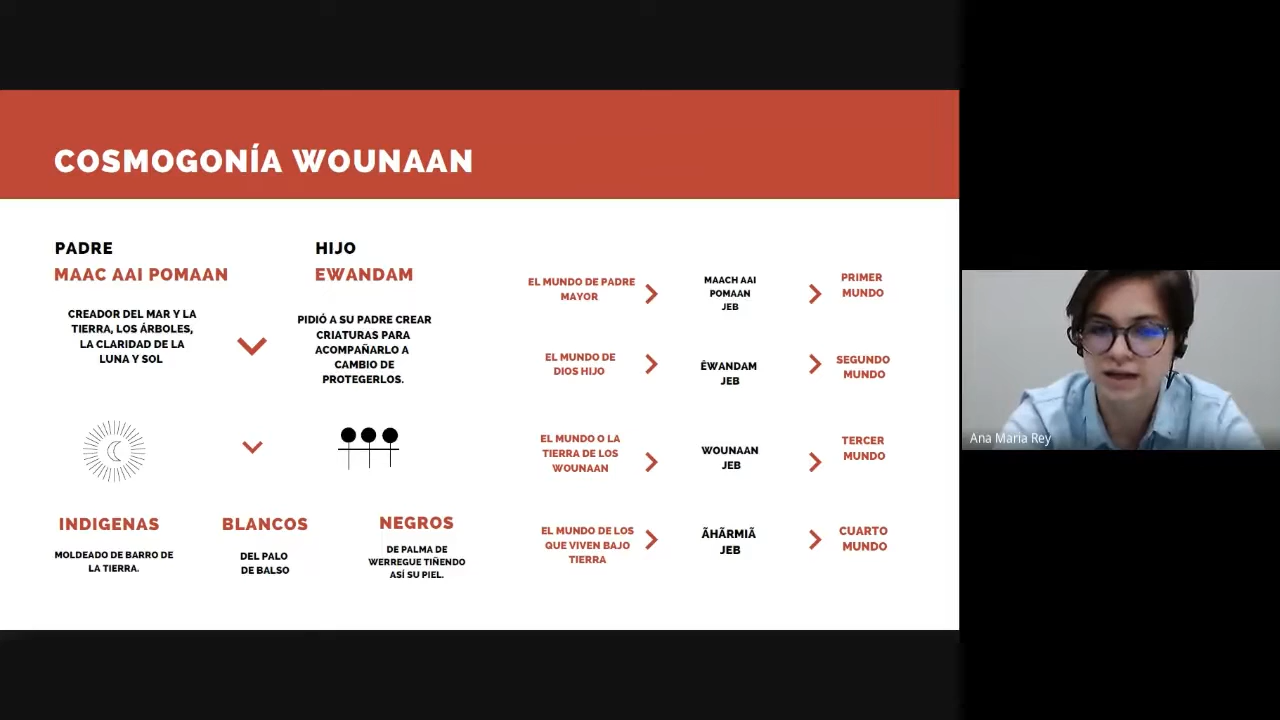 COSMOGONÍA WOUNAAN
PADRE
MAAC AAI POMAAN
CREADOR DEL MAR Y LA
TIERRA, LOS ÁRBOLES,
LA CLARIDAD DE LA
LUNA Y SOL
HIJO
EWANDAM
PIDIÓ A SU PADRE CREAR
CRIATURAS PARA
ACOMPAÑARLO A
CAMBIO DE
PROTEGERLOS.
INDIGENAS
MOLDEADO DE BARRO DE
LA TIERRA.
BLANCOS
DEL PALO
DE BALSO
NEGROS
DE PALMA DE
WERREGUE TIÑENDO
ASÍ SU PIEL.
EL MUNDO DE PADRE
MAYOR
MAACH AAI
POMAAN
JEB
PRIMER
MUNDO
EL MUNDO DE
DIOS HIJO
ÊWANDAM
JEB
SEGUNDO
MUNDO
EL MUNDO O LA
TIERRA DE LOS
WOUNAAN
WOUNAAN
JEB
TERCER
MUNDO
EL MUNDO DE LOS
QUE VIVEN BAJO
TIERRA
ÃHÃRMIÃ
JEB
CUARTO
MUNDO
Ana Maria Rey